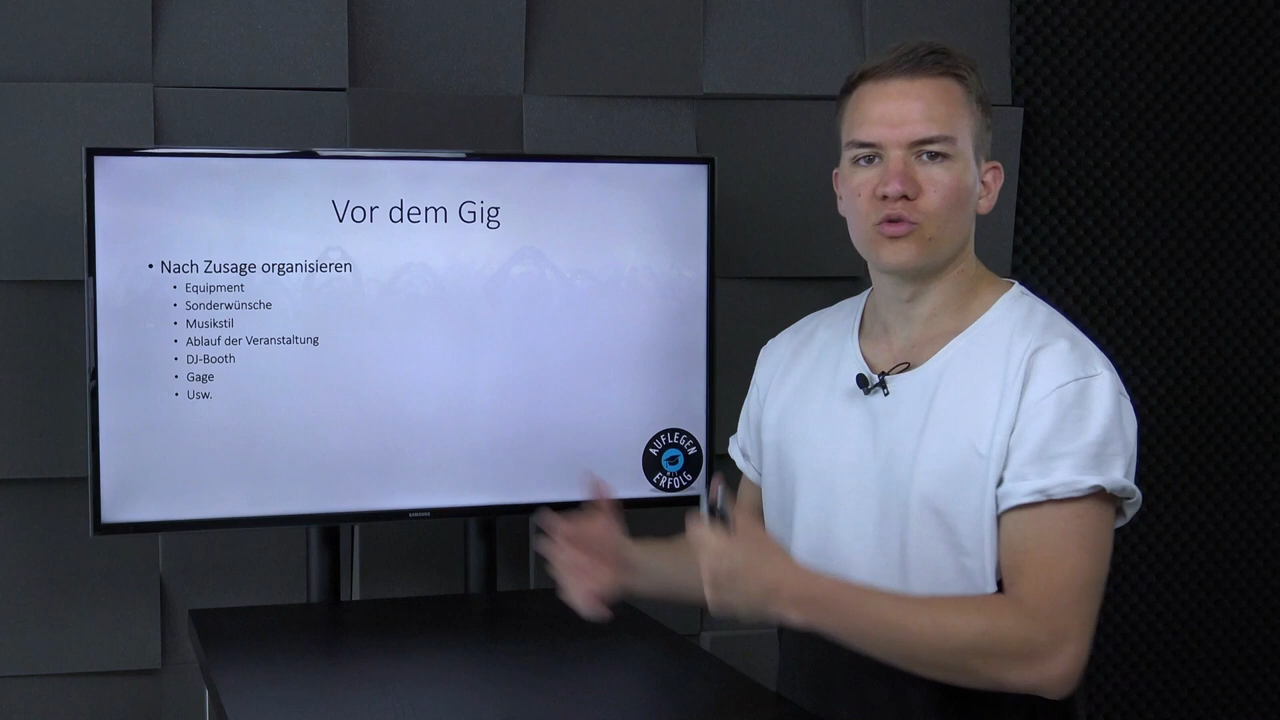 Vor dem Gig
• Nach Zusage organisieren
• Equipment
• Sonderwünsche
• Musikstil
• Ablauf der Veranstaltung
• DJ-Booth
• Gage
• Usw.
AUFLEGEN
MIT
ERFOLG
SAMSUNG